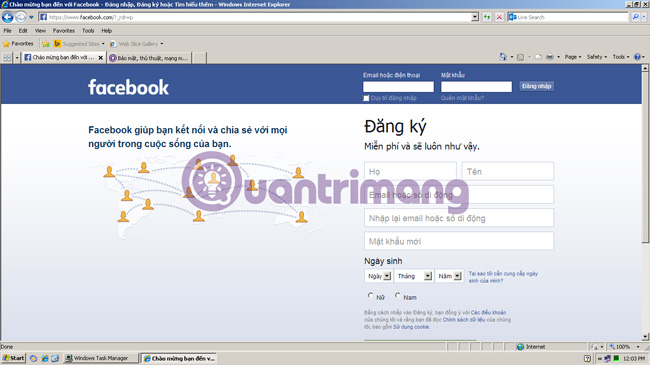 Chào mừng bạn đến với Facebook - Đăng nhập, Đăng ký hoặc Tìm hiểu thêm - Windows Internet Explorer
https://www.facebook.com/?_rdr=p
Live Search
File Edit View Favorites Tools Help
Favorites Suggested Sites Web Slice Gallery
Chào mừng bạn đến với ... Bảo mật, thủ thuật, mạng m...
Page Safety Tools
facebook
Email hoặc điện thoại Mật khẩu
Đăng nhập
Duy trì đăng nhập Quên mật khẩu?
Facebook giúp bạn kết nối và chia sẻ với mọi
người trong cuộc sống của bạn.
Đăng ký
Miễn phí và sẽ luôn như vậy.
Họ Tên
Email hoặc số di động
Nhập lại email hoặc số di động
Mật khẩu mới
Quantrimang
Ngày sinh
Ngày Tháng Năm
Tại sao tôi cần cung cấp ngày
sinh của mình?
Nữ Nam
Bằng cách nhấp vào Đăng ký, bạn đồng ý với Các điều khoản
của chúng tôi và rằng bạn đã đọc Chính sách dữ liệu của chúng
tôi, bao gồm Sử dụng cookie.
Done
Internet
100%
Start
Windows Task Manager
Chào mừng bạn đến v...
12:03 PM